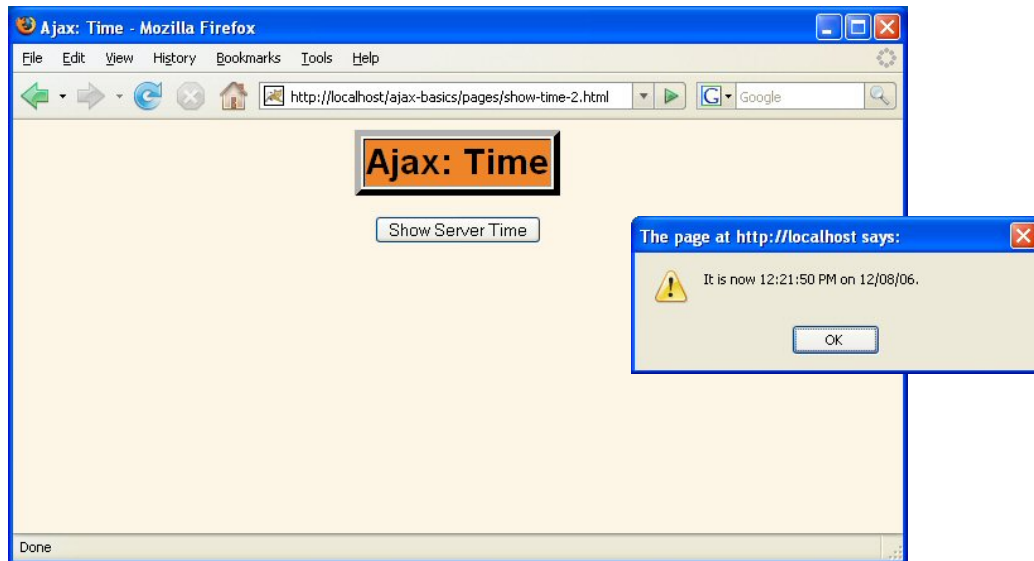 Ajax: Time - Mozilla Firefox
File Edit View History Bookmarks Tools Help
http://localhost/ajax-basics/pages/show-time-2.html
G Google
Ajax: Time
Show Server Time
The page at http://localhost says:
It is now 12:21:50 PM on 12/08/06.
OK
Done